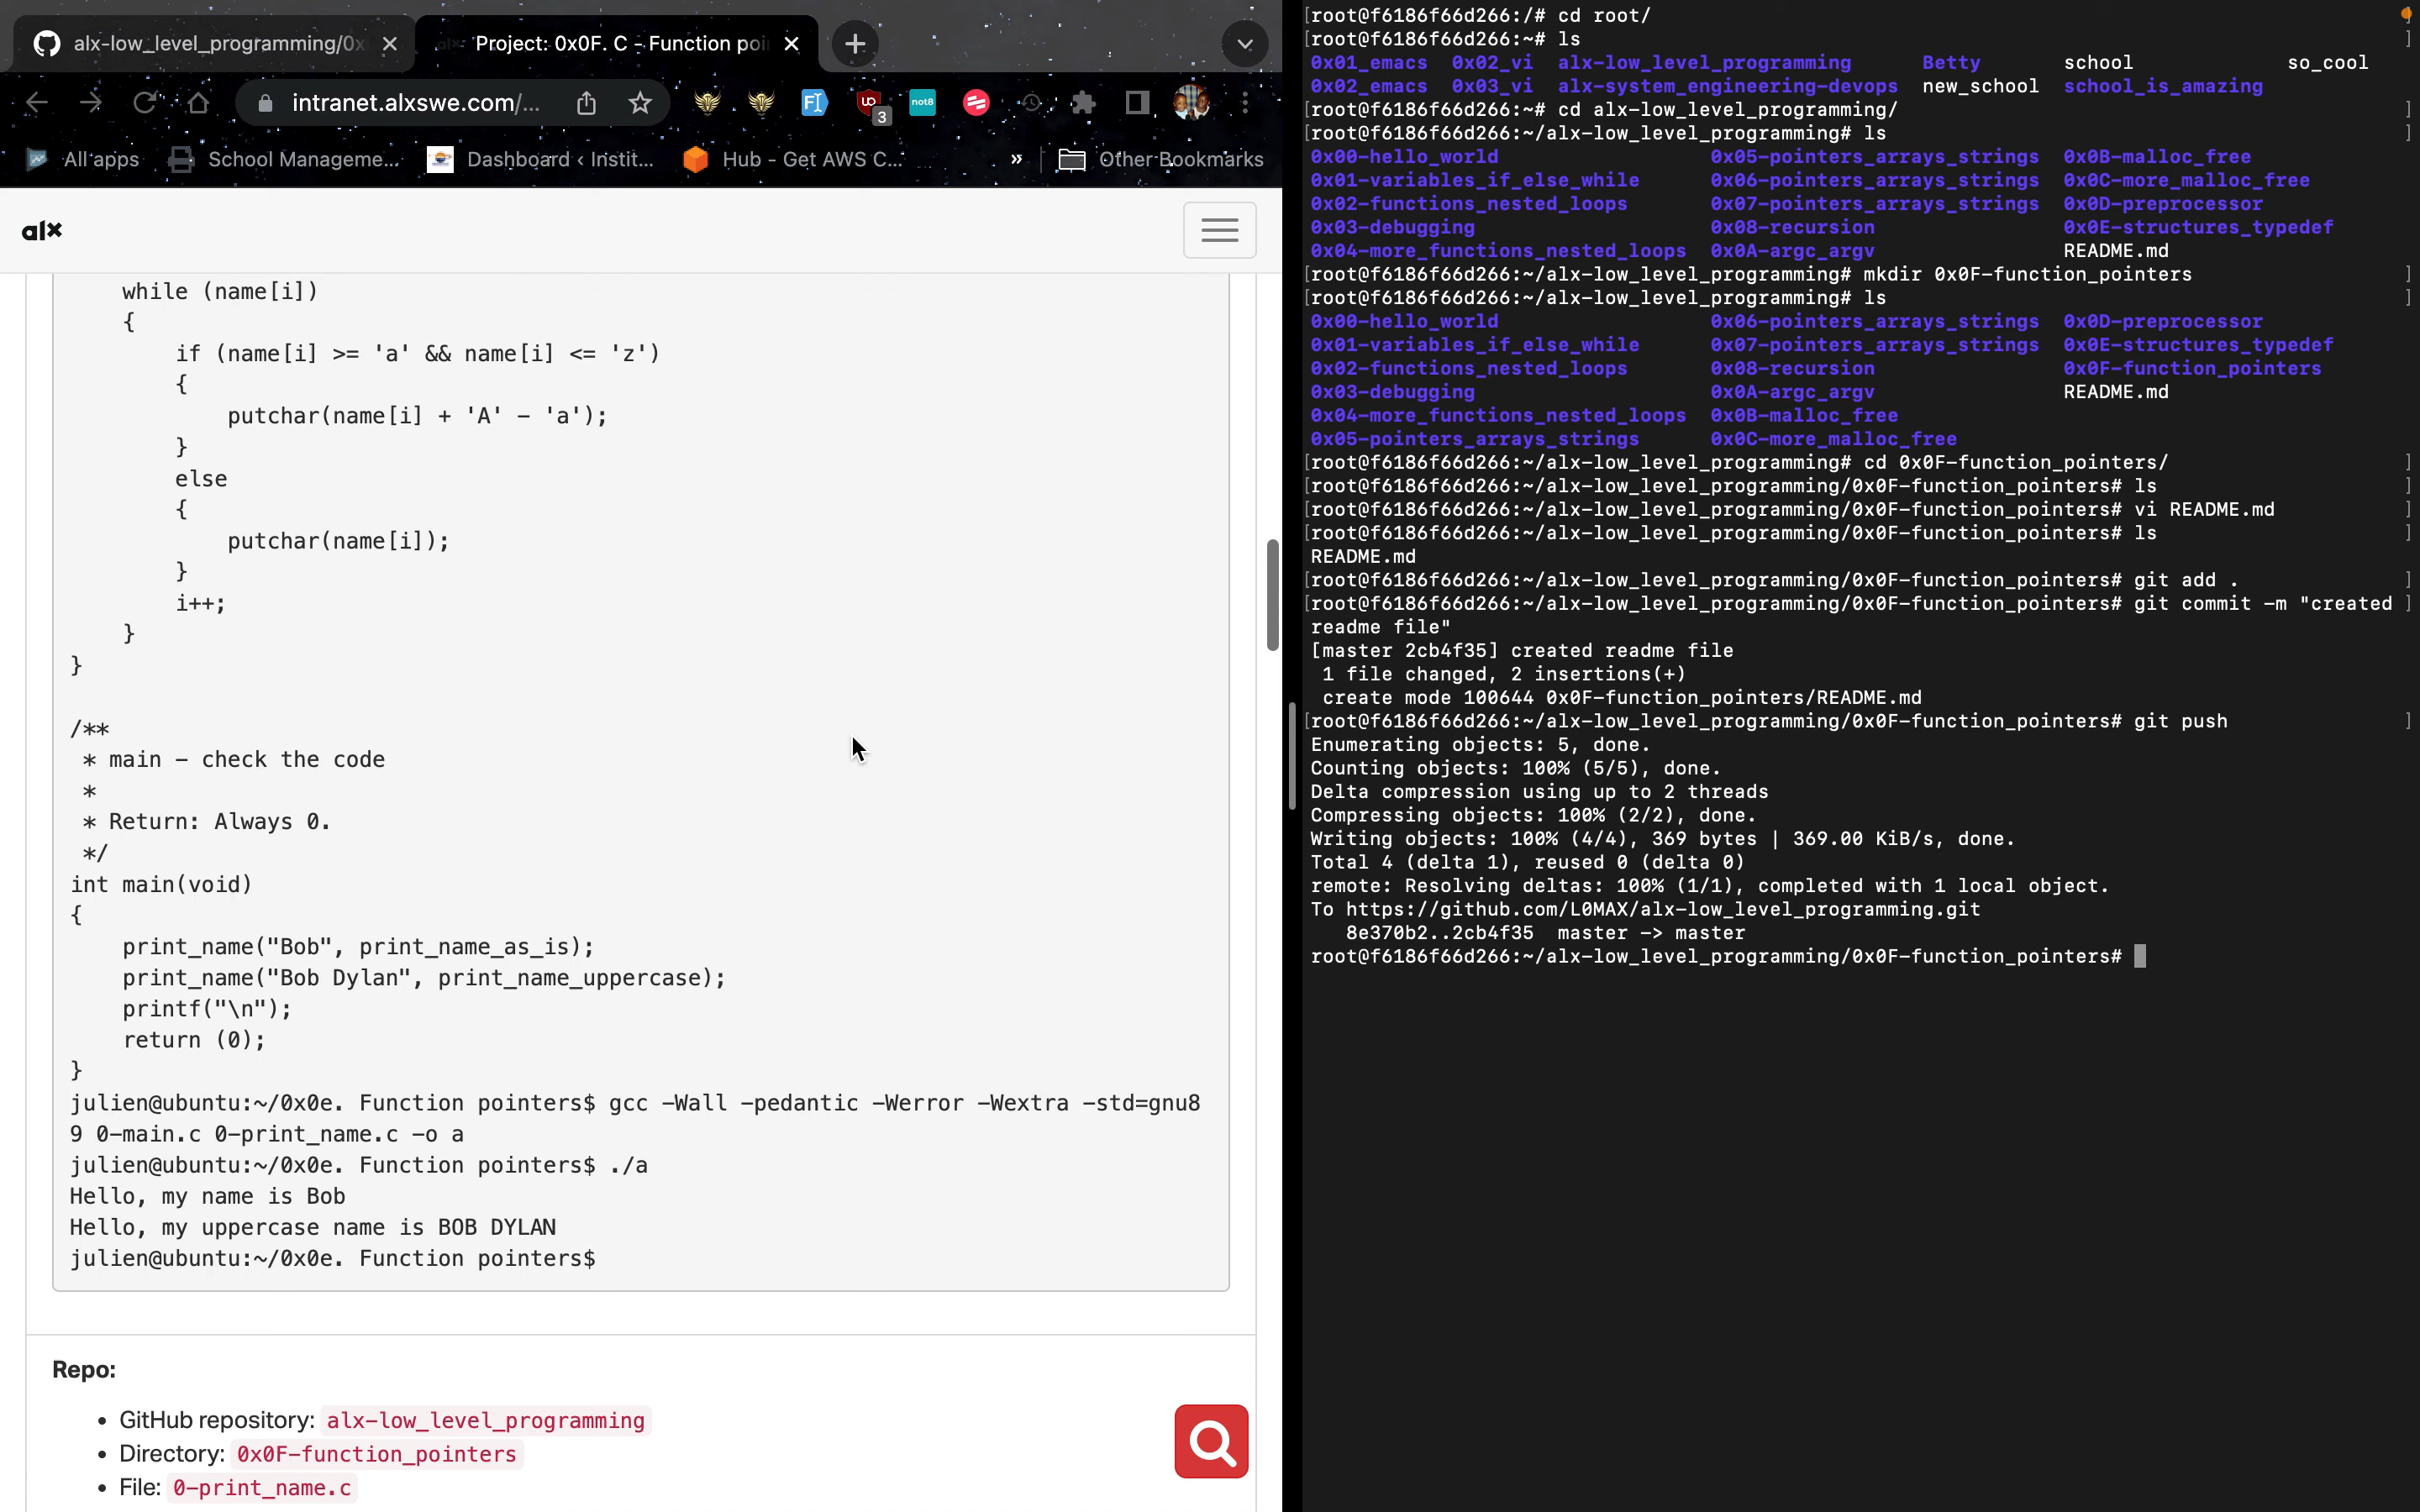 alx-low_level_programming/0x
Project: 0x0F. C - Function poi
intranet.alxswe.com/...
3
not8
All apps
School Manageme...
Dashboard ‹ Instit...
Hub - Get AWS C...
»
Other Bookmarks
alx
while (name[i])
{
if (name[i] >= 'a' && name[i] <= 'z')
{
putchar(name[i] + 'A' - 'a');
}
else
{
putchar(name[i]);
}
i++;
}
}
/**
* main - check the code
*
* Return: Always 0.
*/
int main(void)
{
print_name("Bob", print_name_as_is);
print_name("Bob Dylan", print_name_uppercase);
printf("\n");
return (0);
}
julien@ubuntu:~/0x0e. Function pointers$ gcc -Wall -pedantic -Werror -Wextra -std=gnu8
9 0-main.c 0-print_name.c -o a
julien@ubuntu:~/0x0e. Function pointers$ ./a
Hello, my name is Bob
Hello, my uppercase name is BOB DYLAN
julien@ubuntu:~/0x0e. Function pointers$
Repo:
• GitHub repository: alx-low_level_programming
• Directory: 0x0F-function_pointers
• File: 0-print_name.c
[root@f6186f66d266:/# cd root/ ]
[root@f6186f66d266:~# ls ]
0x01_emacs 0x02_vi alx-low_level_programming Betty school so_cool
0x02_emacs 0x03_vi alx-system_engineering-devops new_school school_is_amazing
[root@f6186f66d266:~# cd alx-low_level_programming/ ]
[root@f6186f66d266:~/alx-low_level_programming# ls ]
0x00-hello_world 0x05-pointers_arrays_strings 0x0B-malloc_free
0x01-variables_if_else_while 0x06-pointers_arrays_strings 0x0C-more_malloc_free
0x02-functions_nested_loops 0x07-pointers_arrays_strings 0x0D-preprocessor
0x03-debugging 0x08-recursion 0x0E-structures_typedef
0x04-more_functions_nested_loops 0x0A-argc_argv README.md
[root@f6186f66d266:~/alx-low_level_programming# mkdir 0x0F-function_pointers ]
[root@f6186f66d266:~/alx-low_level_programming# ls ]
0x00-hello_world 0x06-pointers_arrays_strings 0x0D-preprocessor
0x01-variables_if_else_while 0x07-pointers_arrays_strings 0x0E-structures_typedef
0x02-functions_nested_loops 0x08-recursion 0x0F-function_pointers
0x03-debugging 0x0A-argc_argv README.md
0x04-more_functions_nested_loops 0x0B-malloc_free
0x05-pointers_arrays_strings 0x0C-more_malloc_free
[root@f6186f66d266:~/alx-low_level_programming# cd 0x0F-function_pointers/ ]
[root@f6186f66d266:~/alx-low_level_programming/0x0F-function_pointers# ls ]
[root@f6186f66d266:~/alx-low_level_programming/0x0F-function_pointers# vi README.md ]
[root@f6186f66d266:~/alx-low_level_programming/0x0F-function_pointers# ls ]
README.md
[root@f6186f66d266:~/alx-low_level_programming/0x0F-function_pointers# git add . ]
[root@f6186f66d266:~/alx-low_level_programming/0x0F-function_pointers# git commit -m "created ]
readme file"
[master 2cb4f35] created readme file
1 file changed, 2 insertions(+)
create mode 100644 0x0F-function_pointers/README.md
[root@f6186f66d266:~/alx-low_level_programming/0x0F-function_pointers# git push ]
Enumerating objects: 5, done.
Counting objects: 100% (5/5), done.
Delta compression using up to 2 threads
Compressing objects: 100% (2/2), done.
Writing objects: 100% (4/4), 369 bytes | 369.00 KiB/s, done.
Total 4 (delta 1), reused 0 (delta 0)
remote: Resolving deltas: 100% (1/1), completed with 1 local object.
To https://github.com/L0MAX/alx-low_level_programming.git
8e370b2..2cb4f35 master -> master
root@f6186f66d266:~/alx-low_level_programming/0x0F-function_pointers#